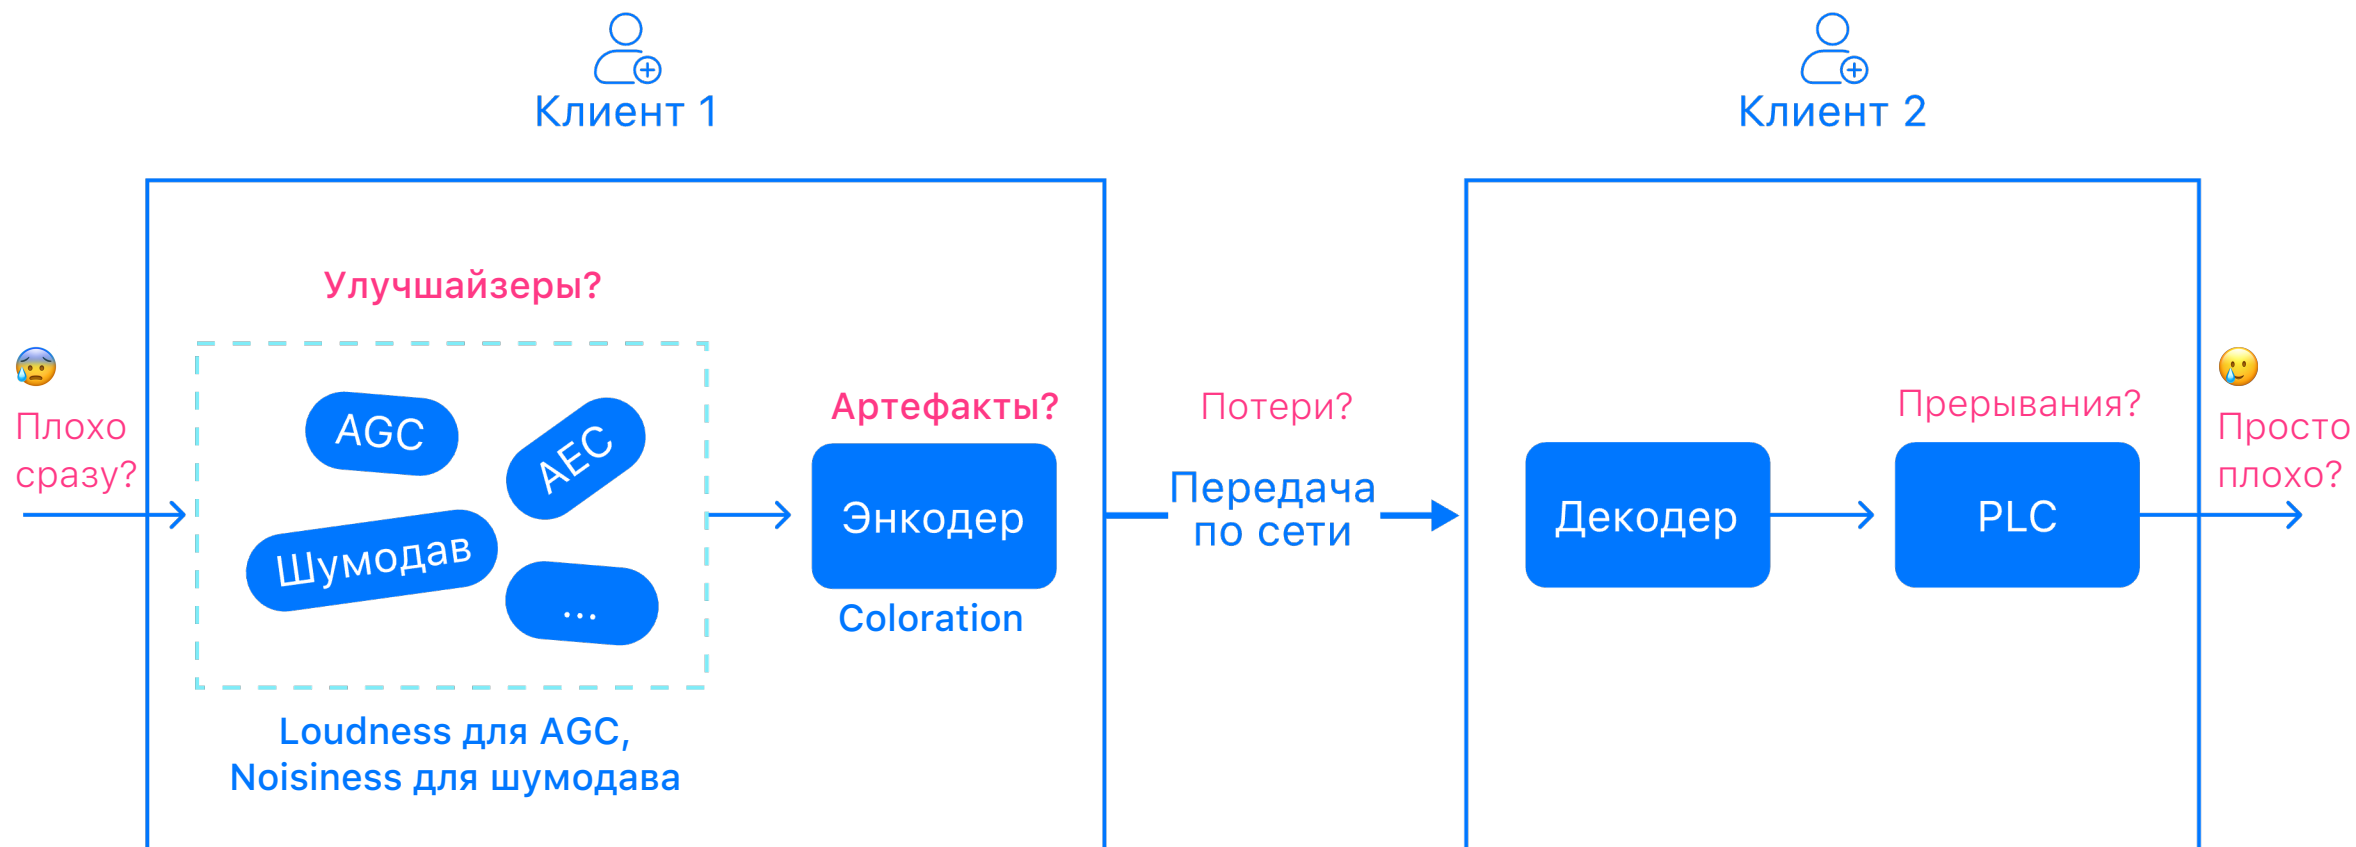 Клиент 1
Клиент 2
Улучшайзеры?
Плохо
сразу?
AGC
AEC
Шумодав
...
Loudness для AGC,
Noisiness для шумодава
Артефакты?
Энкодер
Coloration
Потери?
Передача
по сети
Декодер
Прерывания?
PLC
Просто
плохо?